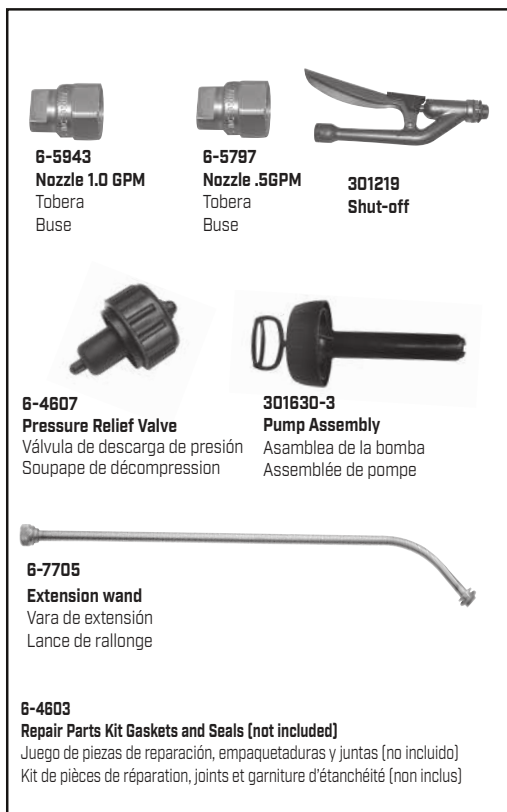 6-5943
Nozzle 1.0 GPM
Tobera
Buse
6-5797
Nozzle .5GPM
Tobera
Buse
301219
Shut-off
6-4607
Pressure Relief Valve
Válvula de descarga de presión
Soupape de décompression
301630-3
Pump Assembly
Asamblea de la bomba
Assemblée de pompe
6-7705
Extension wand
Vara de extensión
Lance de rallonge
6-4603
Repair Parts Kit Gaskets and Seals (not included)
Juego de piezas de reparación, empaquetaduras y juntas (no incluido)
Kit de pièces de réparation, joints et garniture d'étanchéité (non inclus)